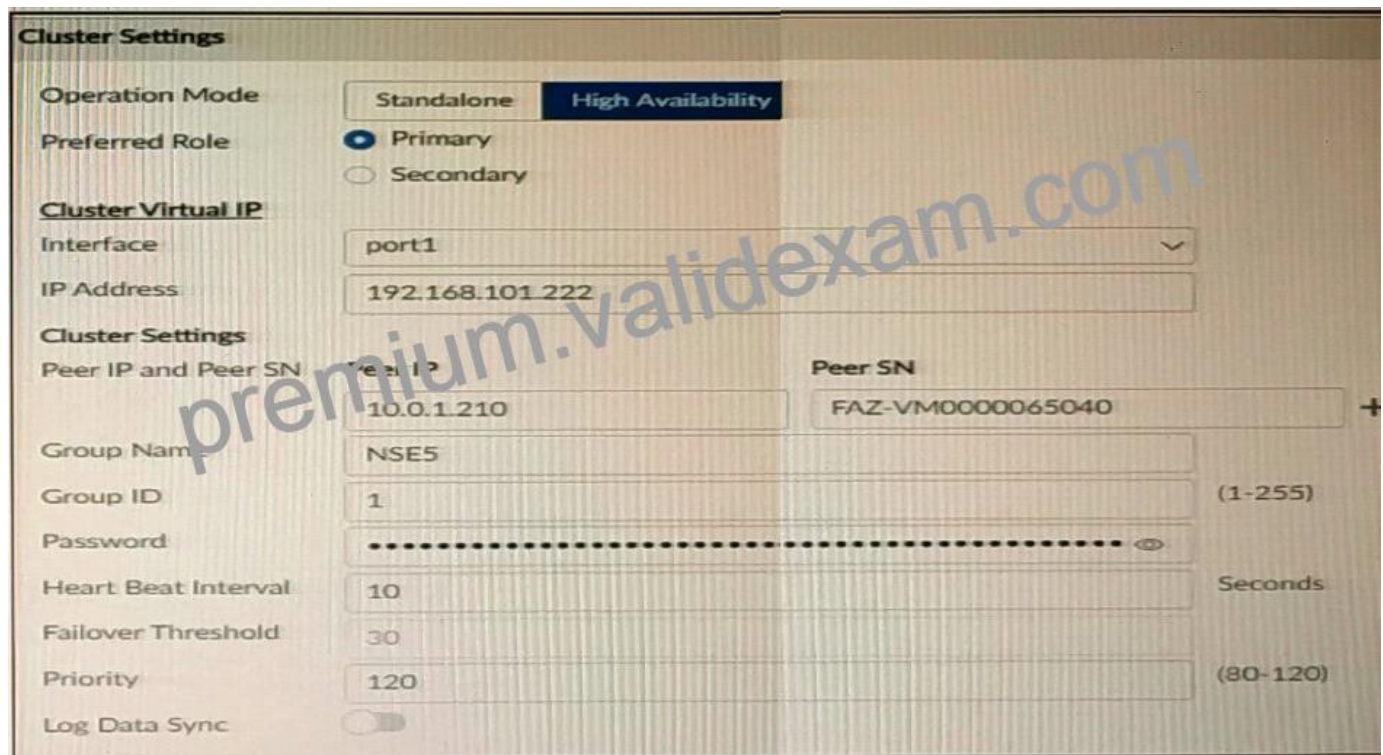 Cluster Settings
Operation Mode Standalone High Availability
Preferred Role Primary
Secondary
Cluster Virtual IP
Interface port1
IP Address 192.168.101.222
Cluster Settings
Peer IP and Peer SN Peer IP Peer SN
10.0.1.210 FAZ-VM0000065040 +
Group Name NSE5
Group ID 1 (1-255)
Password
Heart Beat Interval 10 Seconds
Failover Threshold 30
Priority 120 (80-120)
Log Data Sync
premium.validexam.com